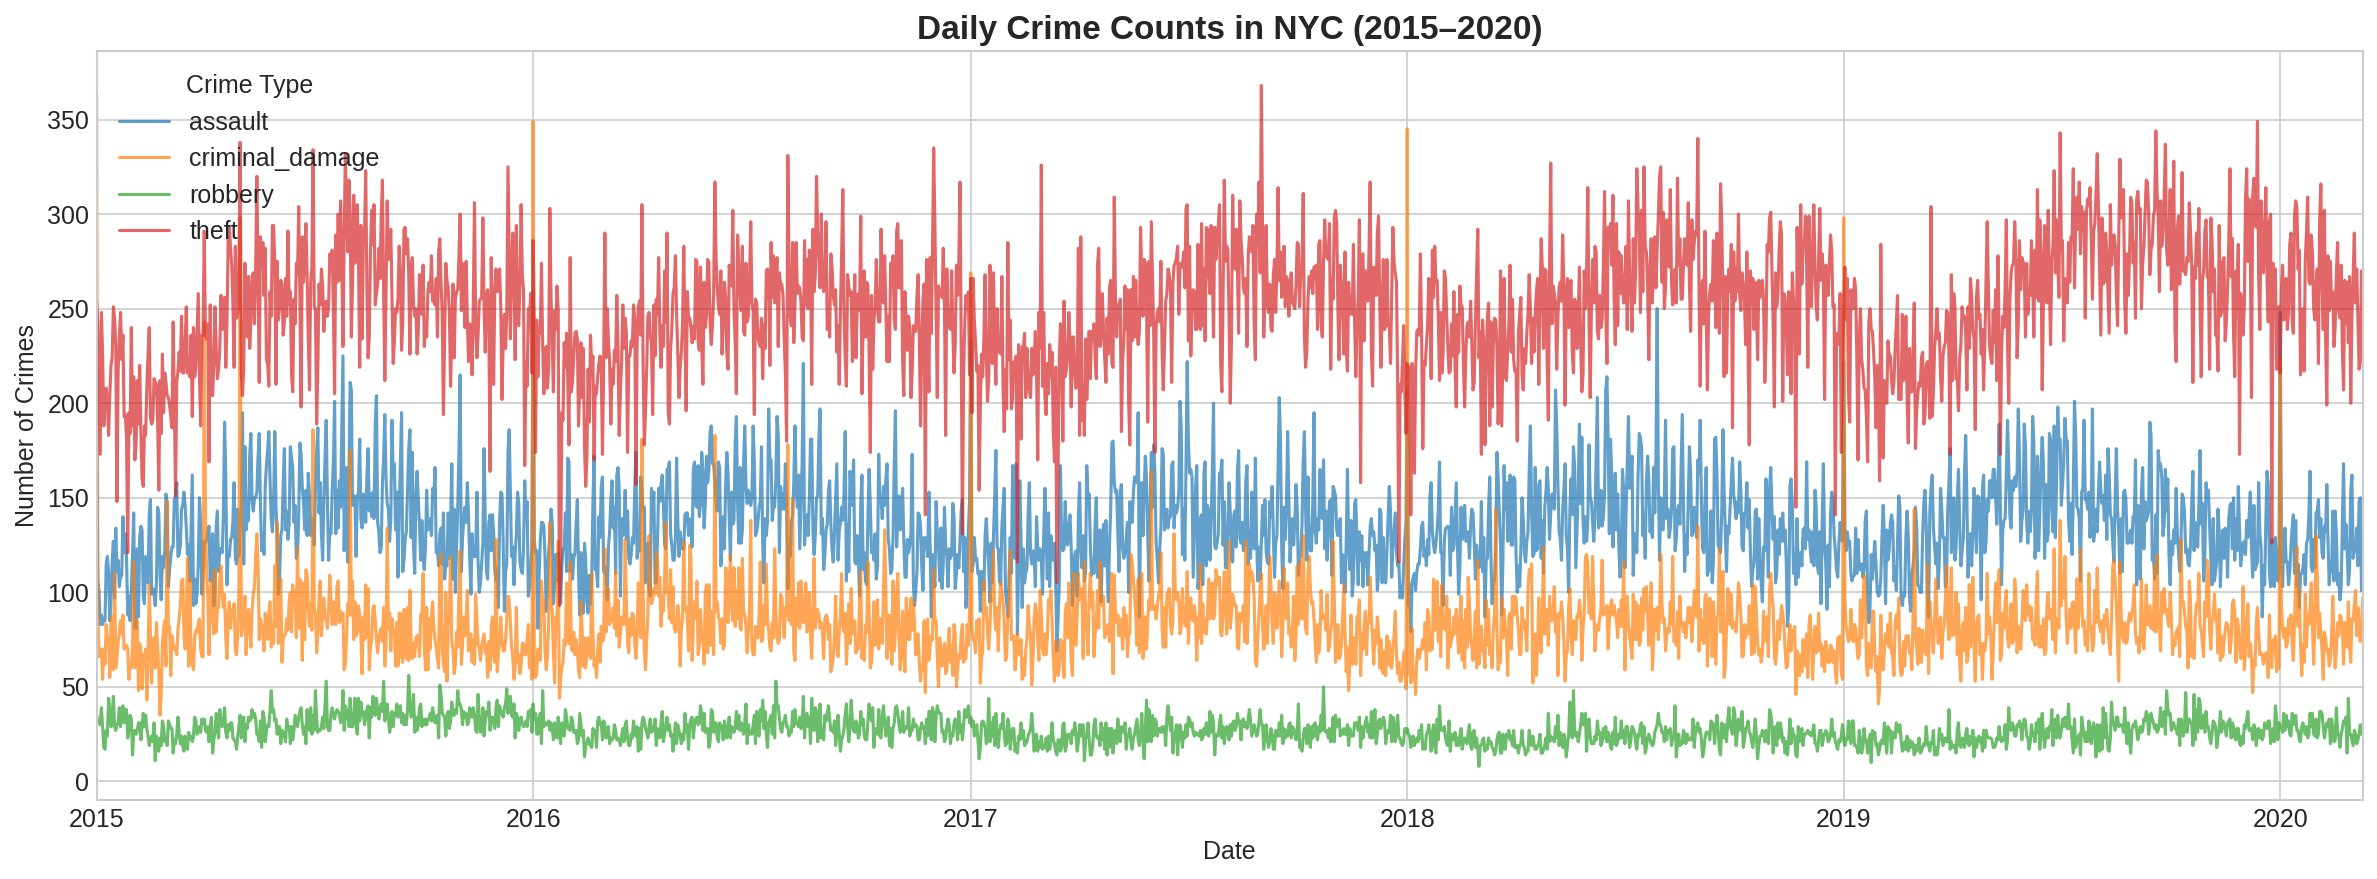 Daily Crime Counts in NYC (2015–2020)
Crime Type
assault
criminal_damage
robbery
theft
Number of Crimes
350
300
250
200
150
100
50
0
2015 2016 2017 2018 2019 2020
Date